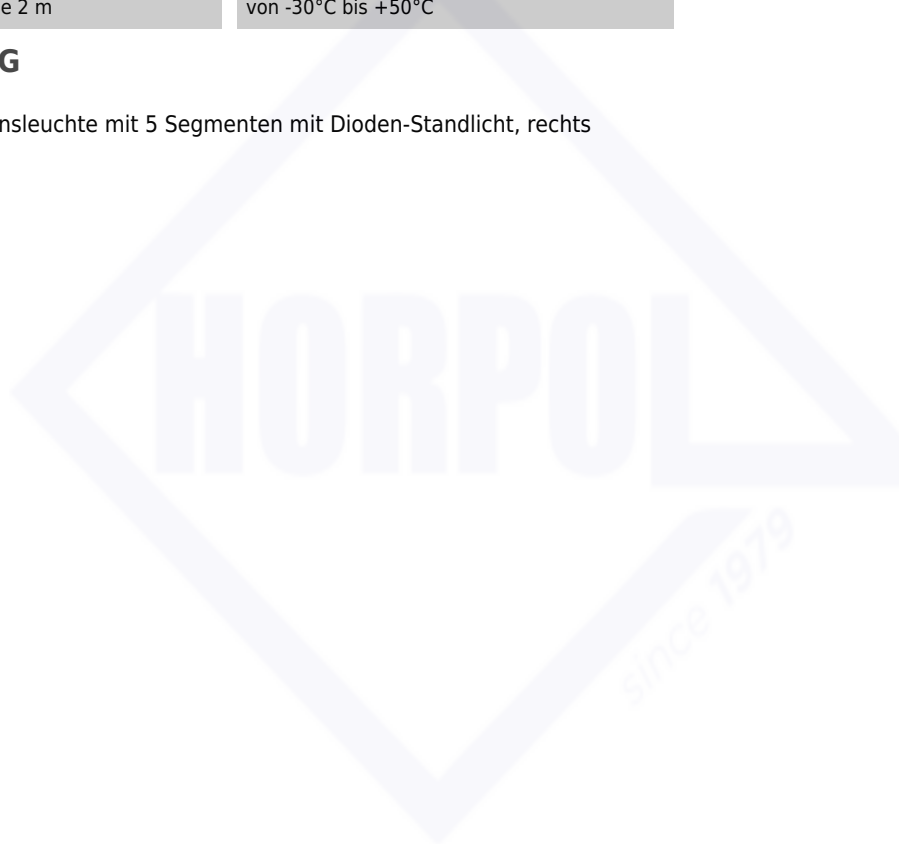 e 2 m von -30°C bis +50°C
G
nsleuchte mit 5 Segmenten mit Dioden-Standlicht, rechts
HORPOL
since 1979